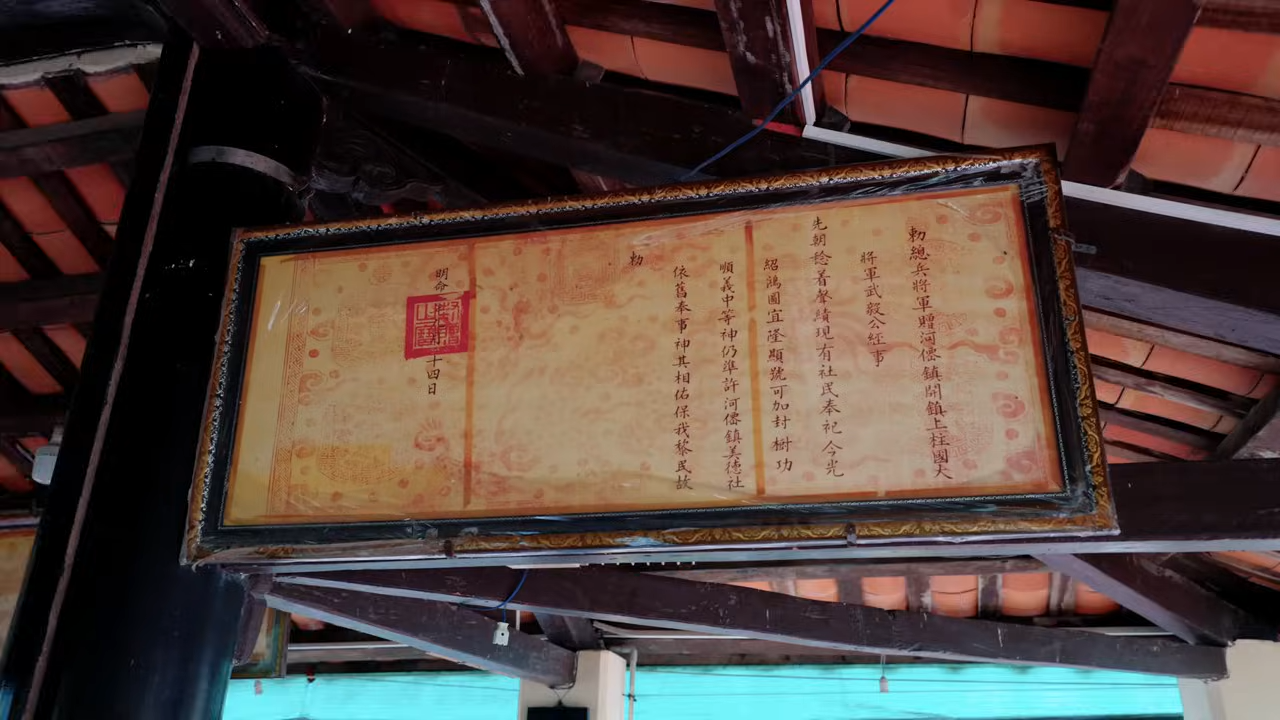 勅總兵將軍贈河僊鎮開鎮上柱國大
將軍武毅公經事
先朝稔著聲績現有社民奉祀今光
紹鴻圖宜隆顯號可加封樹功
順義中等神仍準許河僊鎮美德社
依舊奉事神其相佑保我黎民故
勅
明命
十四日